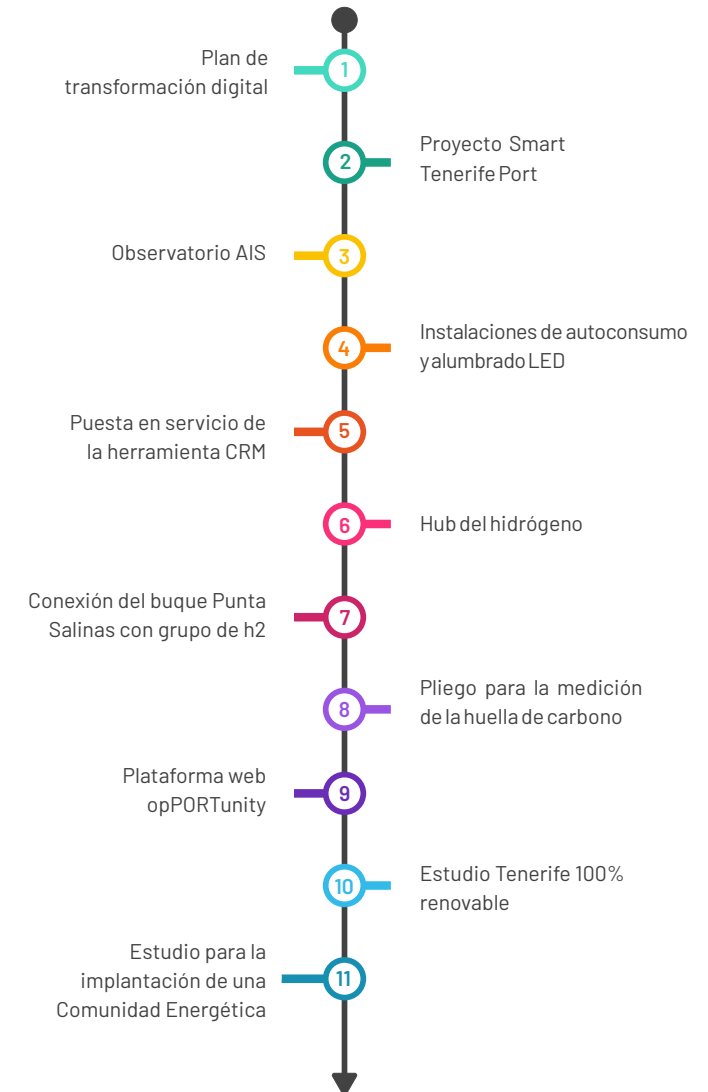 Plan de
transformación digital
1
2
Proyecto Smart
Tenerife Port
Observatorio AIS
3
4
Instalaciones de autoconsumo
y alumbrado LED
Puesta en servicio de
la herramienta CRM
5
6
Hub del hidrógeno
Conexión del buque Punta
Salinas con grupo de h2
7
8
Pliego para la medición
de la huella de carbono
Plataforma web
opPORTunity
9
10
Estudio Tenerife 100%
renovable
Estudio para la
implantación de una
Comunidad Energética
11